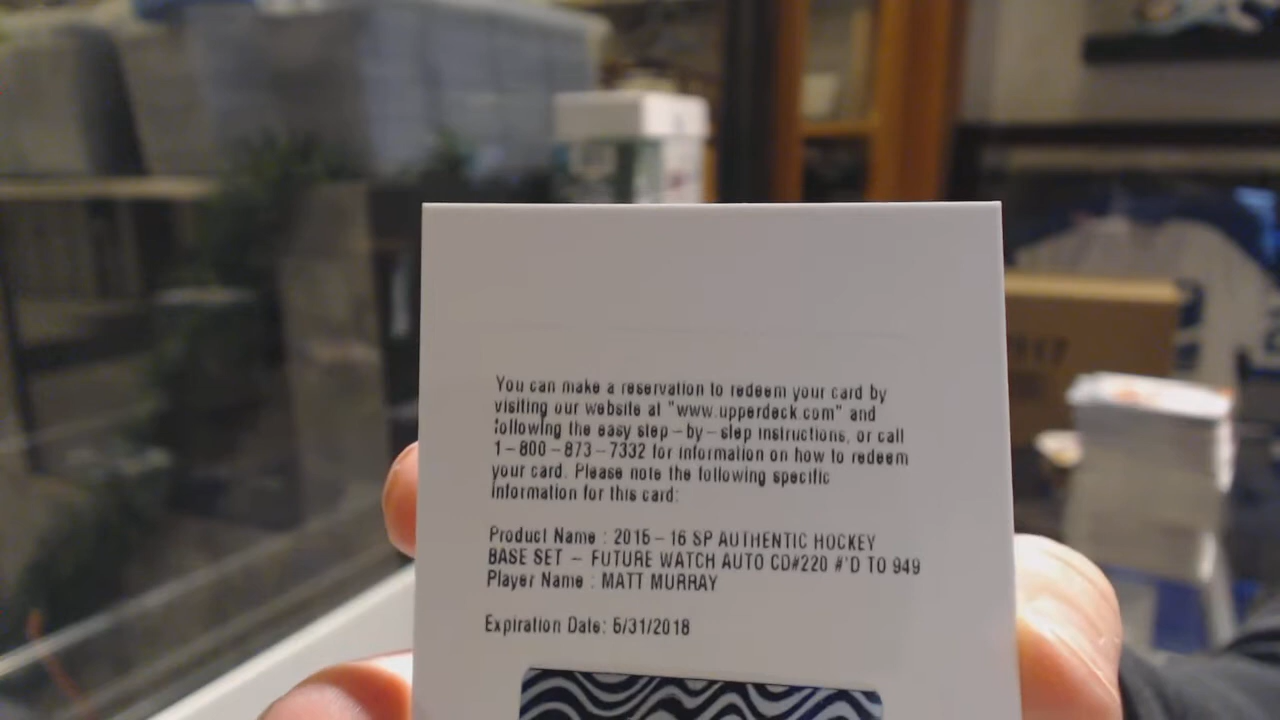 You can make a reservation to redeem your card by
visiting our website at "www.upperdeck.com" and
following the easy step-by-step instructions, or call
1-800-873-7332 for information on how to redeem
your card. Please note the following specific
information for this card:
Product Name : 2015-16 SP AUTHENTIC HOCKEY
BASE SET - FUTURE WATCH AUTO CD#220 #'D TO 949
Player Name : MATT MURRAY
Expiration Date: 5/31/2018